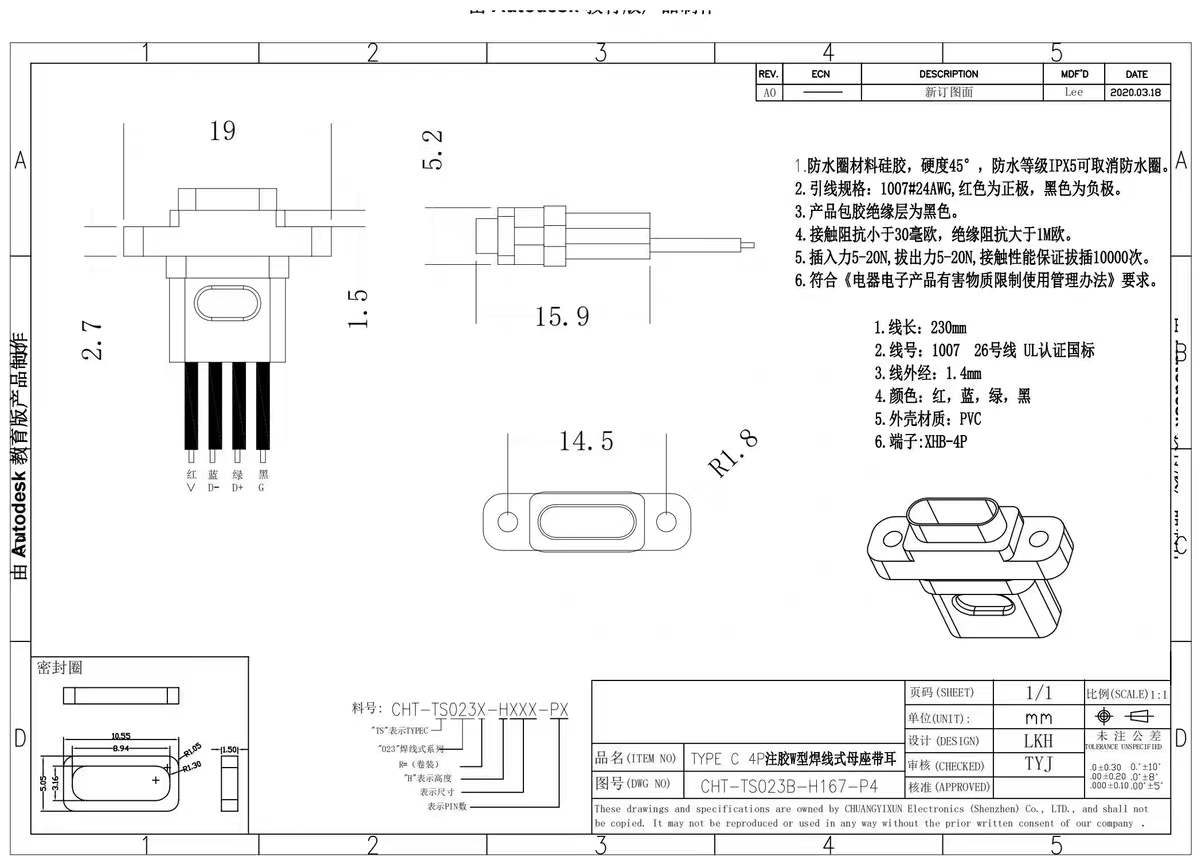 1 2 3 4 5
REV. ECN DESCRIPTION MDF'D DATE
A0 新订图面 Lee 2020.03.18
A
A
19
5.2
1.防水圈材料硅胶，硬度45°，防水等级IPX5可取消防水圈。
2.引线规格：1007#24AWG,红色为正极，黑色为负极。
3.产品包胶绝缘层为黑色。
4.接触阻抗小于30毫欧，绝缘阻抗大于1M欧。
5.插入力5-20N,拔出力5-20N,接触性能保证拔插10000次。
6.符合《电器电子产品有害物质限制使用管理办法》要求。
2.7
1.5
15.9
1.线长：230mm
2.线号：1007 26号线 UL认证国标
3.线外径：1.4mm
4.颜色：红，蓝，绿，黑
5.外壳材质：PVC
6.端子:XHB-4P
B
由 Autodesk 教育版产品制作
红 蓝 绿 黑
V D- D+ G
14.5
R1.8
C
密封圈
10.55
8.94
R1.05
R1.30
5.05
3.16
(1.50)
D
D
料号: CHT-TS023X-HXXX-PX
"TS"表示TYPEC
"023"焊线式系列
R=（卷装）
"H"表示高度
表示尺寸
表示PIN数
页码(SHEET) 1/1 比例(SCALE)1:1
单位(UNIT): mm
设计(DESIGN) LKH 未注公差
TOLERANCE UNSPECIFIED
品名(ITEM NO) TYPE C 4P注胶W型焊线式母座带耳 审核(CHECKED) TYJ
.0±0.30 0.°±10°
.00±0.20 .0°±8°
.000±0.10 .00°±5°
图号(DWG NO) CHT-TS023B-H167-P4 核准(APPROVED)
These drawings and specifications are owned by CHUANGYIXUN Electronics (Shenzhen) Co., LTD., and shall not
be copied. It may not be reproduced or used in any way without the prior written consent of our company .
1 2 3 4 5